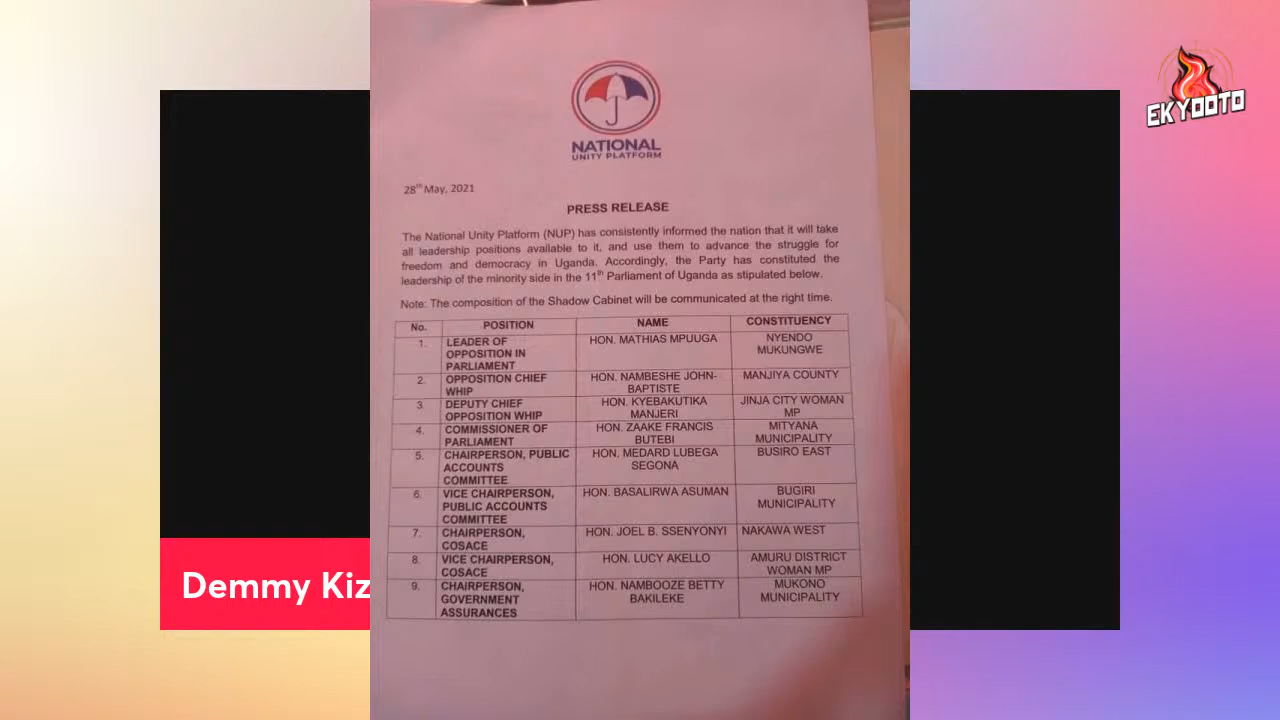 EKYOOTO
NATIONAL
UNITY PLATFORM
28th May, 2021
PRESS RELEASE
The National Unity Platform (NUP) has consistently informed the nation that it will take
all leadership positions available to it, and use them to advance the struggle for
freedom and democracy in Uganda. Accordingly, the Party has constituted the
leadership of the minority side in the 11th Parliament of Uganda as stipulated below.
Note: The composition of the Shadow Cabinet will be communicated at the right time.
No. POSITION NAME CONSTITUENCY
1. LEADER OF HON. MATHIAS MPUUGA NYENDO
OPPOSITION IN MUKUNGWE
PARLIAMENT
2. OPPOSITION CHIEF HON. NAMBESHE JOHN- MANJIYA COUNTY
WHIP BAPTISTE
3. DEPUTY CHIEF HON. KYEBAKUTIKA JINJA CITY WOMAN
OPPOSITION WHIP MANJERI MP
4. COMMISSIONER OF HON. ZAAKE FRANCIS MITYANA
PARLIAMENT BUTEBI MUNICIPALITY
5. CHAIRPERSON, PUBLIC HON. MEDARD LUBEGA BUSIRO EAST
ACCOUNTS SEGONA
COMMITTEE
6. VICE CHAIRPERSON, HON. BASALIRWA ASUMAN BUGIRI
PUBLIC ACCOUNTS MUNICIPALITY
COMMITTEE
7. CHAIRPERSON, HON. JOEL B. SSENYONYI NAKAWA WEST
COSACE
8. VICE CHAIRPERSON, HON. LUCY AKELLO AMURU DISTRICT
COSACE WOMAN MP
9. CHAIRPERSON, HON. NAMBOOZE BETTY MUKONO
GOVERNMENT BAKILEKE MUNICIPALITY
ASSURANCES
Demmy Kiz